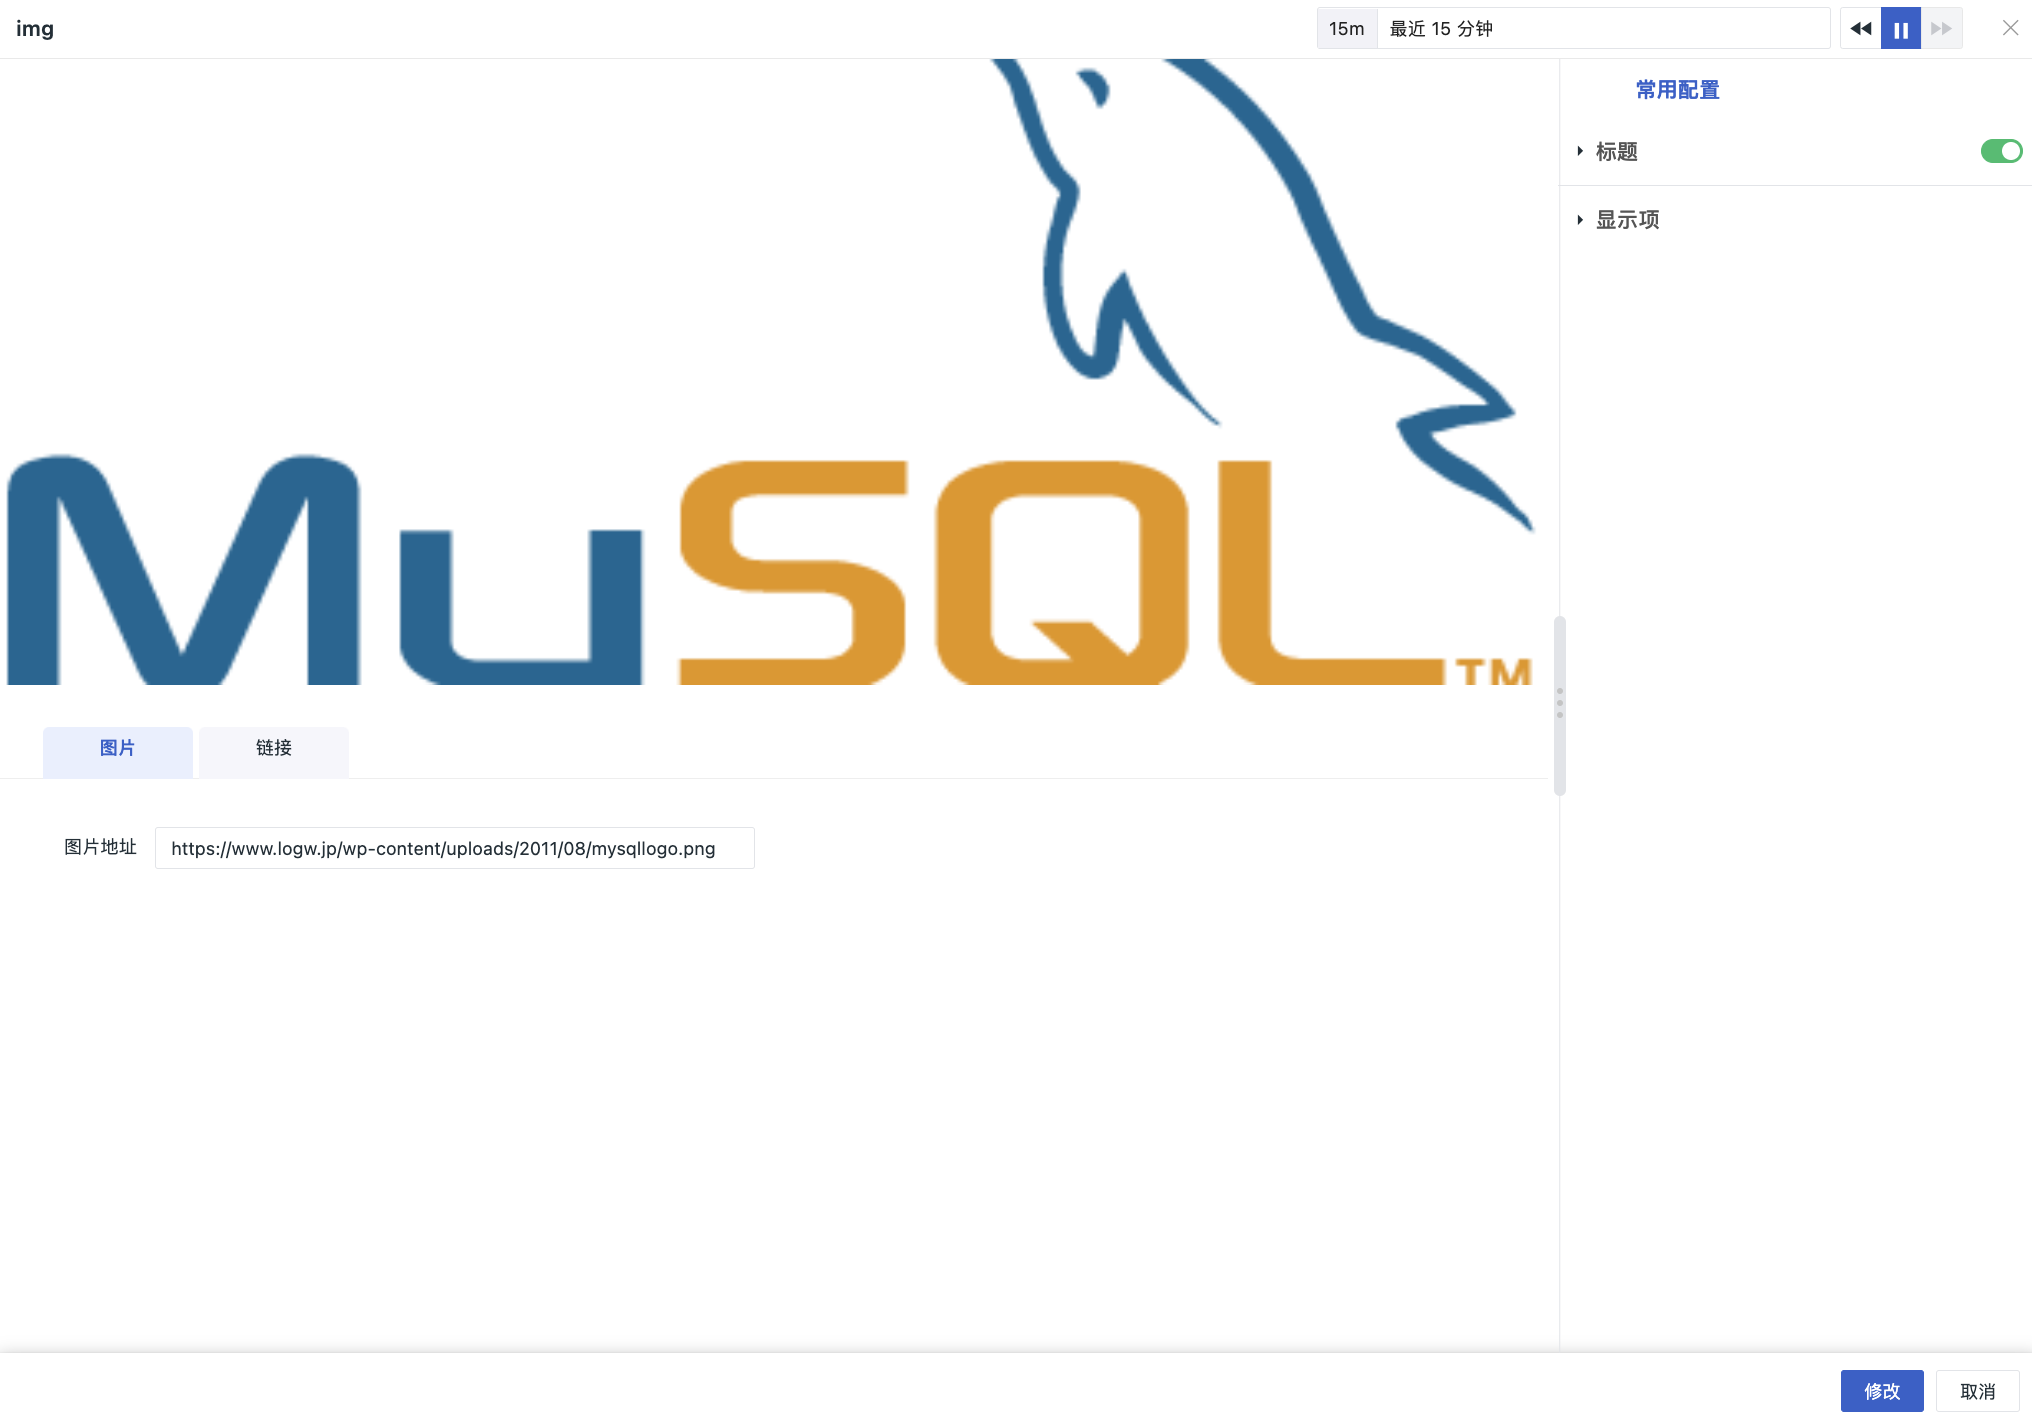 img
15m 最近 15 分钟
常用配置
标题
显示项
MuSQL TM
图片 链接
图片地址 https://www.logw.jp/wp-content/uploads/2011/08/mysqllogo.png
修改 取消